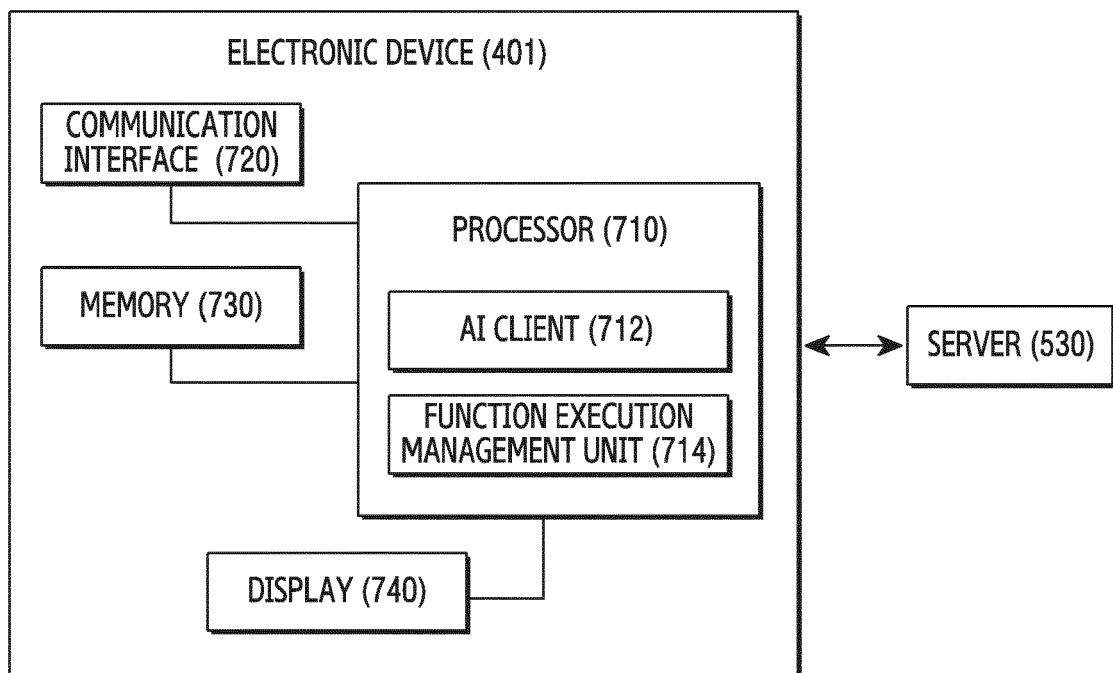 ELECTRONIC DEVICE (401)
COMMUNICATION
INTERFACE (720)
PROCESSOR (710)
MEMORY (730)
AI CLIENT (712)
SERVER (530)
FUNCTION EXECUTION
MANAGEMENT UNIT (714)
DISPLAY (740)